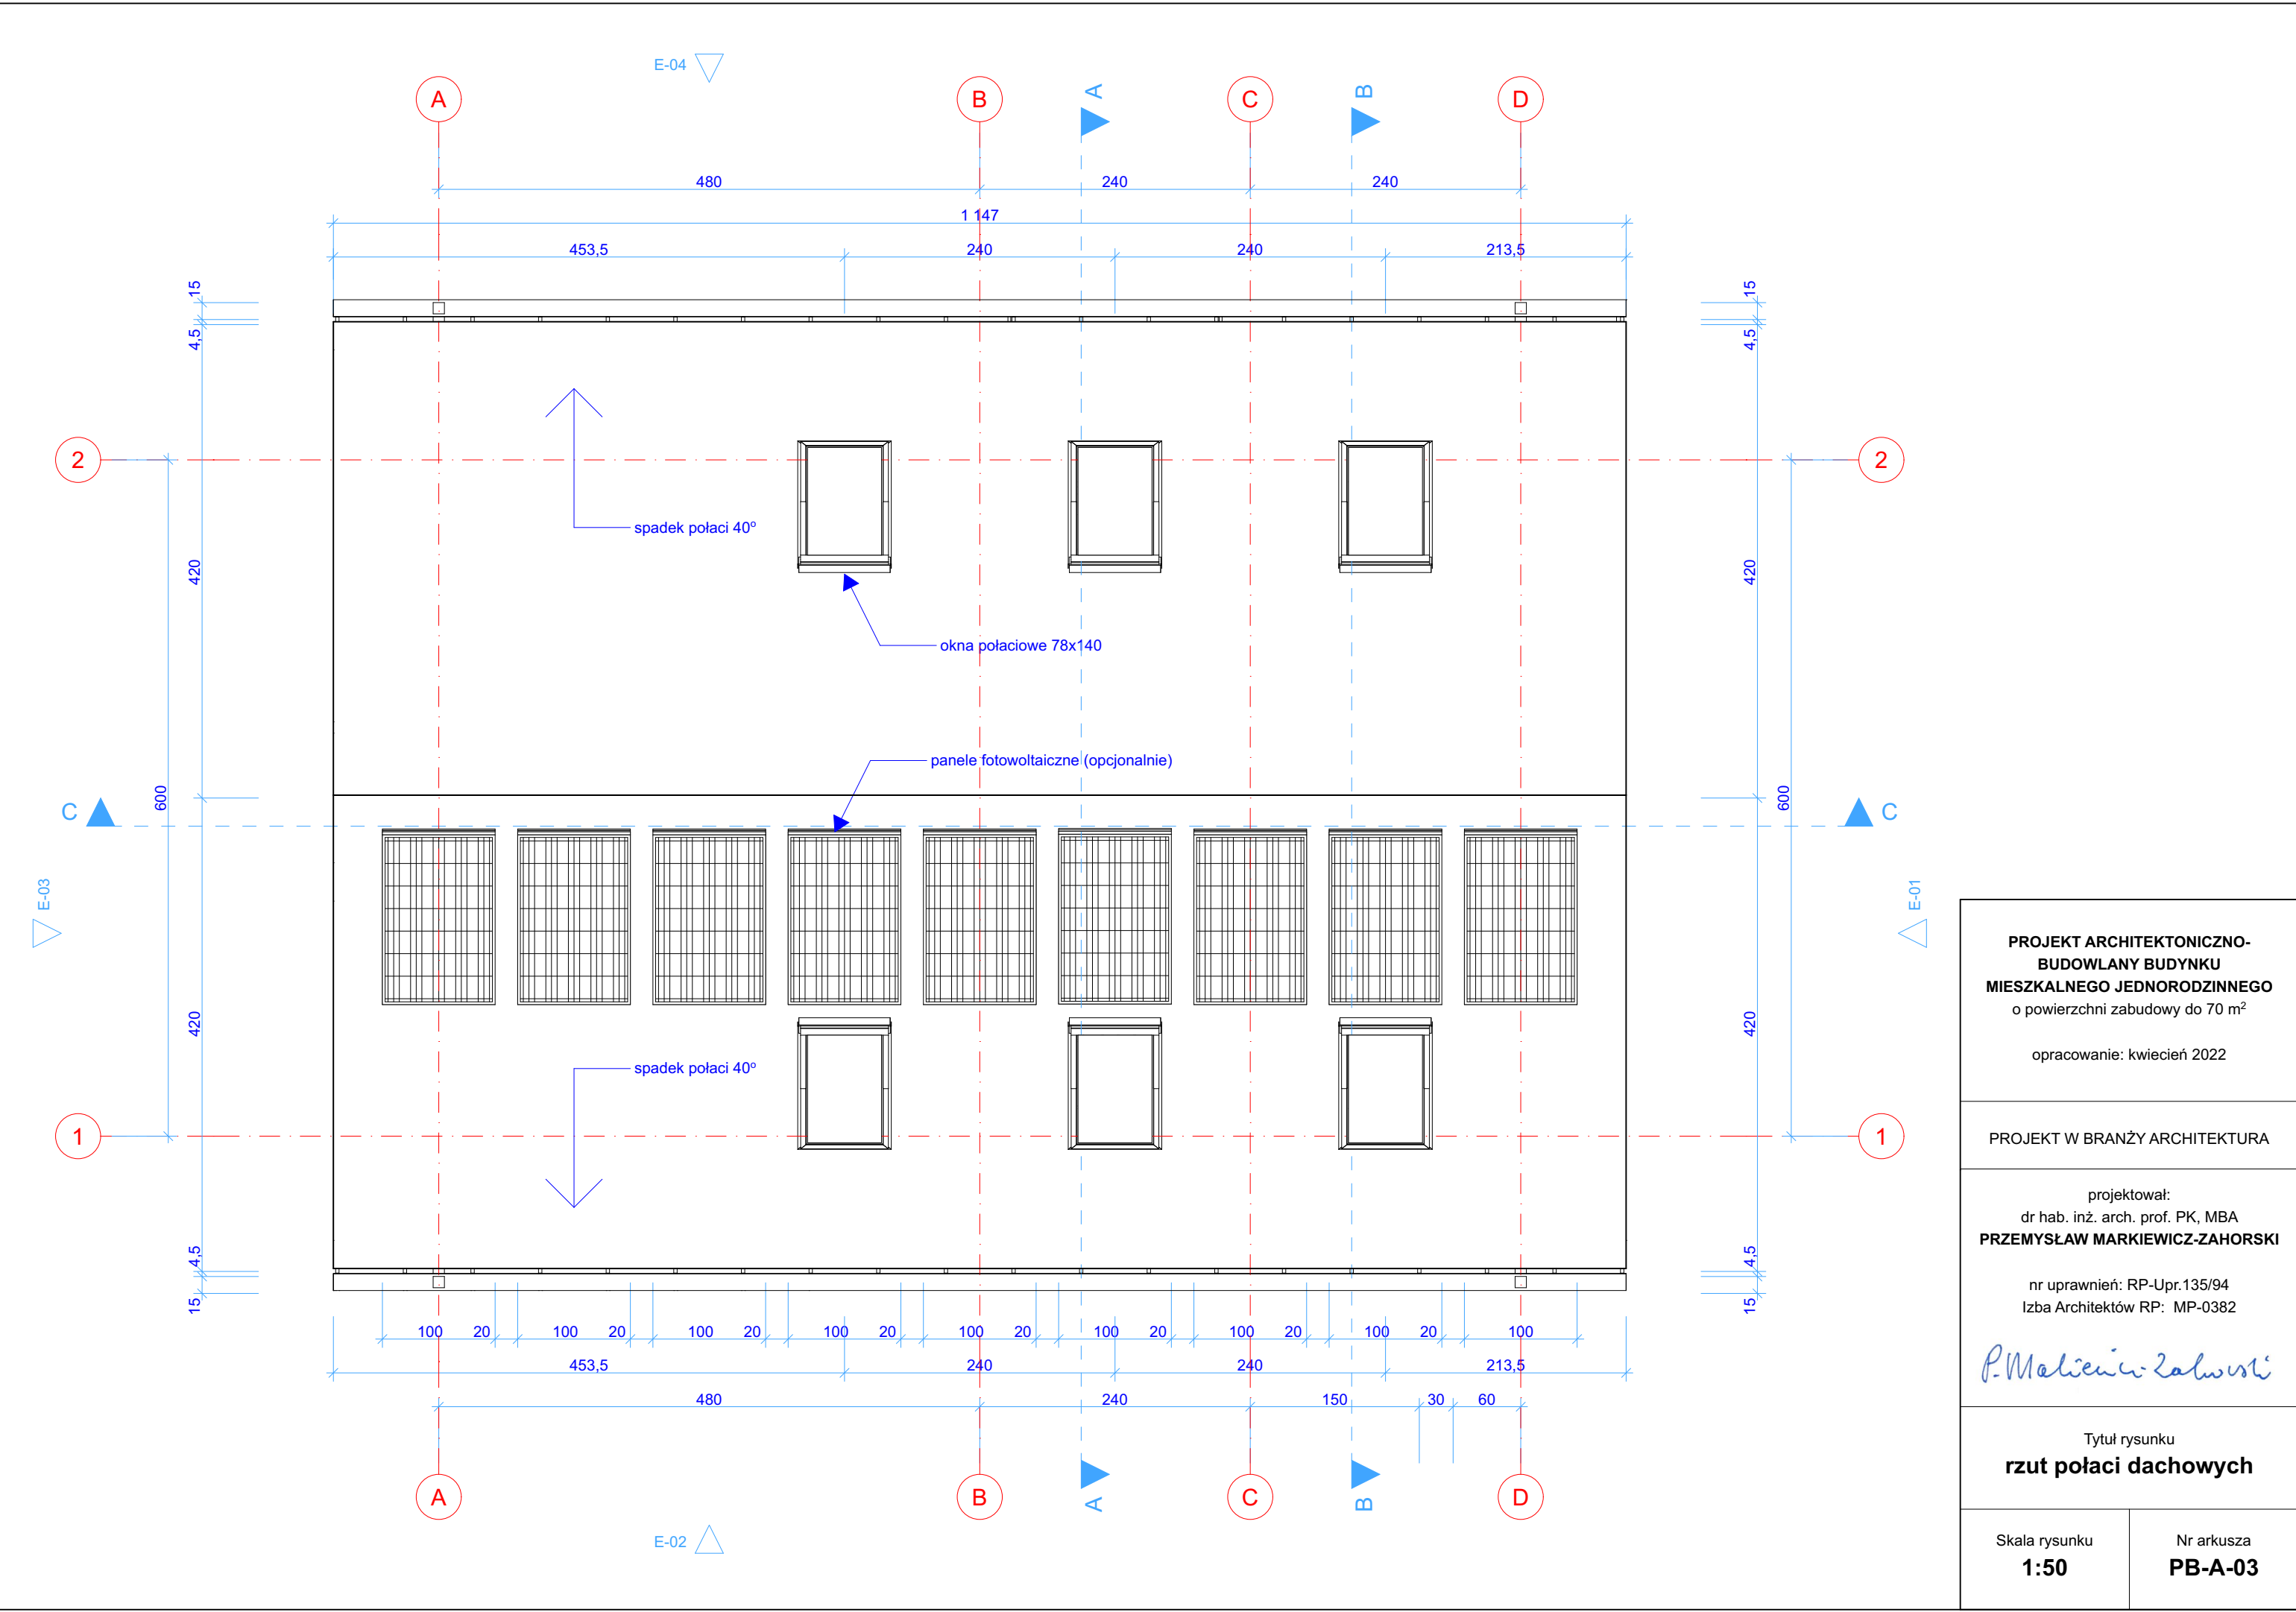 E-04
A B A C B D
480 240 240
1 147
453,5 240 240 213,5
15 15
4,5 4,5
2 2
spadek połaci 40º
420 420
okna połaciowe 78x140
panele fotowoltaiczne (opcjonalnie)
600 600
C C
E-03 E-01
420 420
spadek połaci 40º
1 1
4,5 4,5
15 15
100 20 100 20 100 20 100 20 100 20 100 20 100 20 100 20 100
453,5 240 240 213,5
480 240 150 30 60
A B A C B D
E-02
PROJEKT ARCHITEKTONICZNO-
BUDOWLANY BUDYNKU
MIESZKALNEGO JEDNORODZINNEGO
o powierzchni zabudowy do 70 m²
opracowanie: kwiecień 2022
PROJEKT W BRANŻY ARCHITEKTURA
projektował:
dr hab. inż. arch. prof. PK, MBA
PRZEMYSŁAW MARKIEWICZ-ZAHORSKI
nr uprawnień: RP-Upr.135/94
Izba Architektów RP: MP-0382
Tytuł rysunku
rzut połaci dachowych
Skala rysunku
1:50
Nr arkusza
PB-A-03